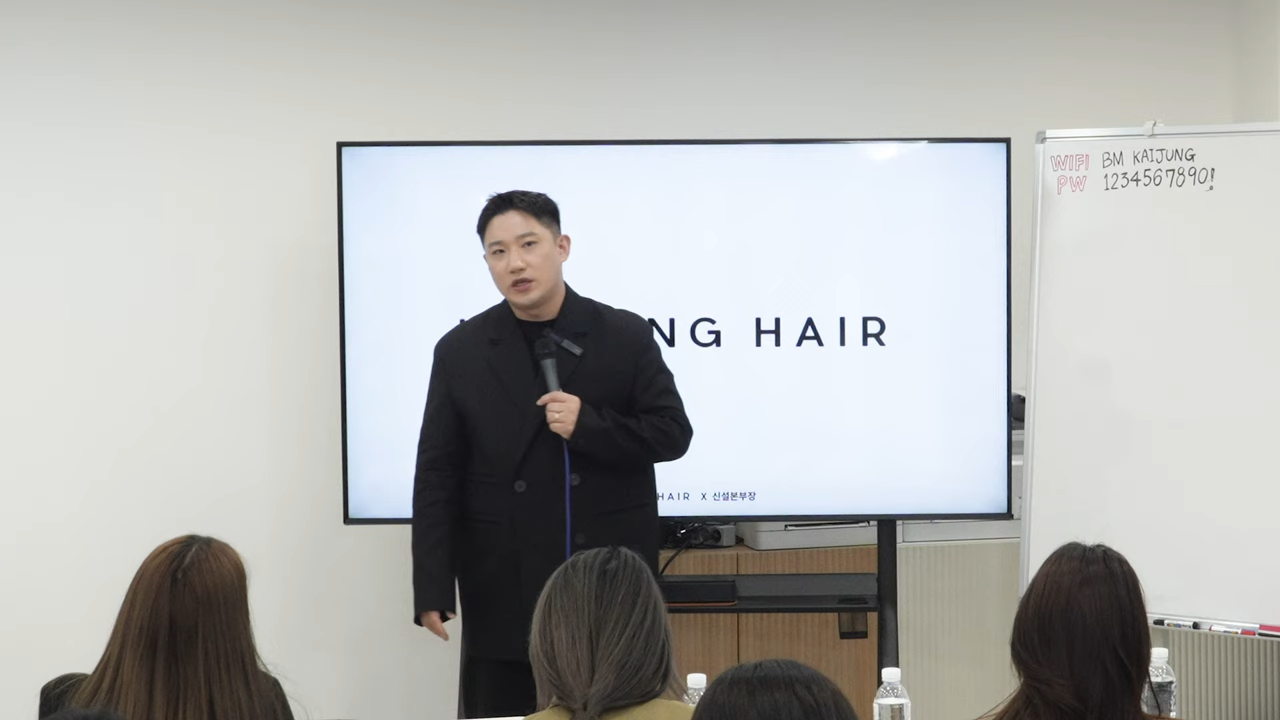 WIFI BM KAIJUNG
PW 1234567890!
NG HAIR
HAIR X 신설본부장